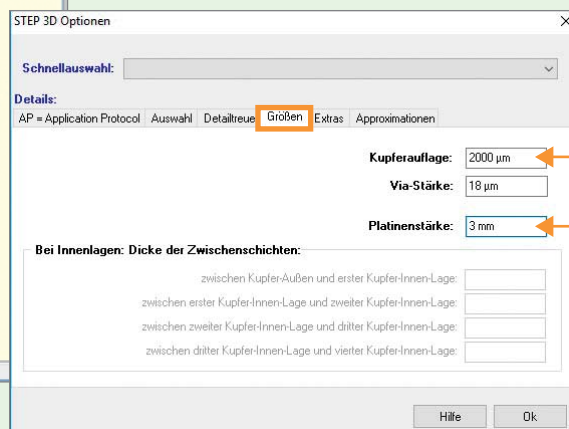 STEP 3D Optionen
Schnellauswahl:
Details:
AP = Application Protocol Auswahl Detailtreue Größen Extras Approximationen
Kupferauflage: 2000 µm
Via-Stärke: 18 µm
Platinenstärke: 3 mm
Bei Innenlagen: Dicke der Zwischenschichten:
zwischen Kupfer-Außen und erster Kupfer-Innen-Lage:
zwischen erster Kupfer-Innen-Lage und zweiter Kupfer-Innen-Lage:
zwischen zweiter Kupfer-Innen-Lage und dritter Kupfer-Innen-Lage:
zwischen dritter Kupfer-Innen-Lage und vierter Kupfer-Innen-Lage:
Hilfe Ok